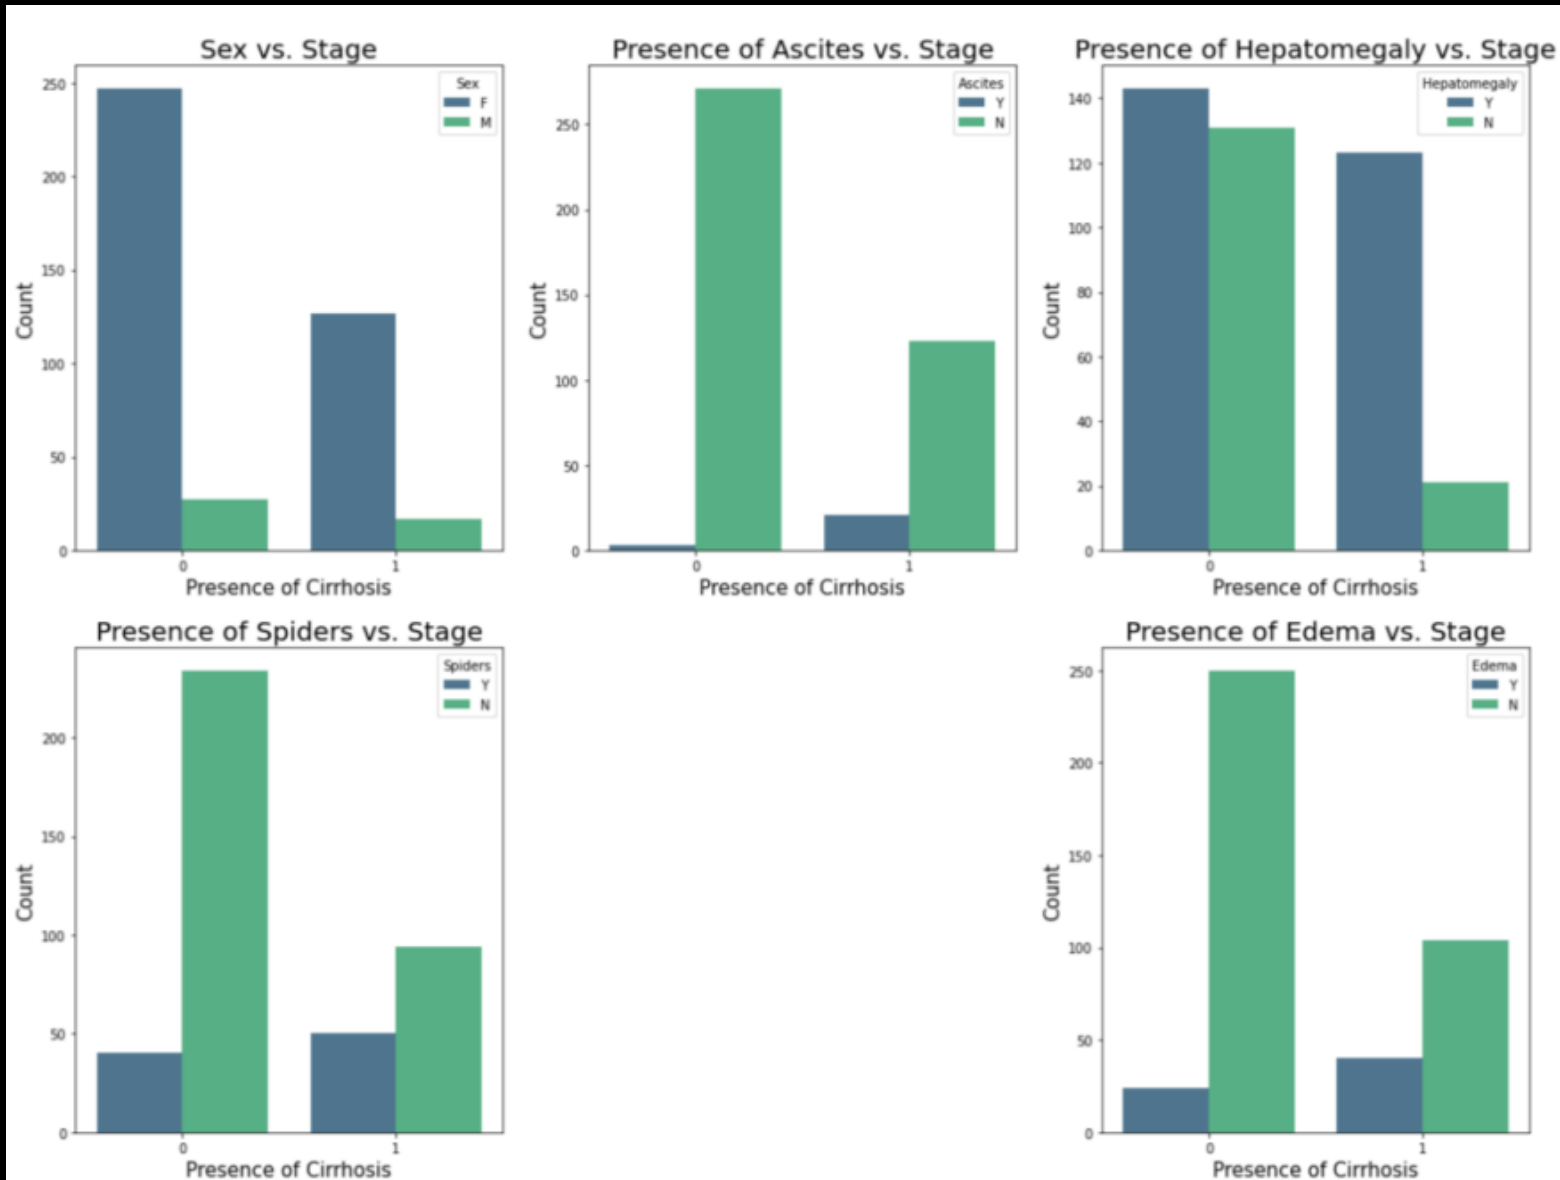 Sex vs. Stage
Sex
F
M
250
200
150
100
50
0
Count
0 1
Presence of Cirrhosis
Presence of Ascites vs. Stage
Ascites
Y
N
250
200
150
100
50
0
Count
0 1
Presence of Cirrhosis
Presence of Hepatomegaly vs. Stage
Hepatomegaly
Y
N
140
120
100
80
60
40
20
0
Count
0 1
Presence of Cirrhosis
Presence of Spiders vs. Stage
Spiders
Y
N
200
150
100
50
0
Count
0 1
Presence of Cirrhosis
Presence of Edema vs. Stage
Edema
Y
N
250
200
150
100
50
0
Count
0 1
Presence of Cirrhosis